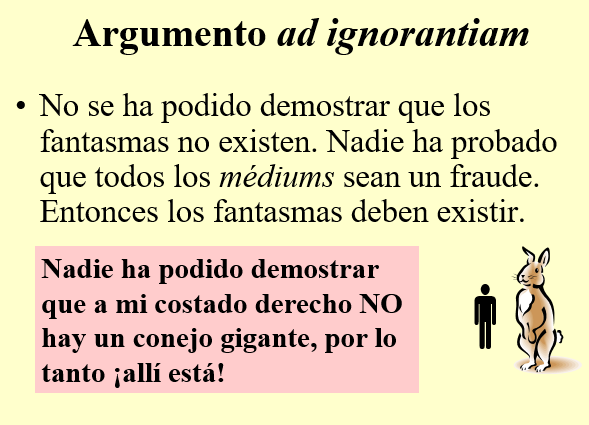 Argumento ad ignorantiam
• No se ha podido demostrar que los
fantasmas no existen. Nadie ha probado
que todos los médiums sean un fraude.
Entonces los fantasmas deben existir.
Nadie ha podido demostrar
que a mi costado derecho NO
hay un conejo gigante, por lo
tanto ¡allí está!